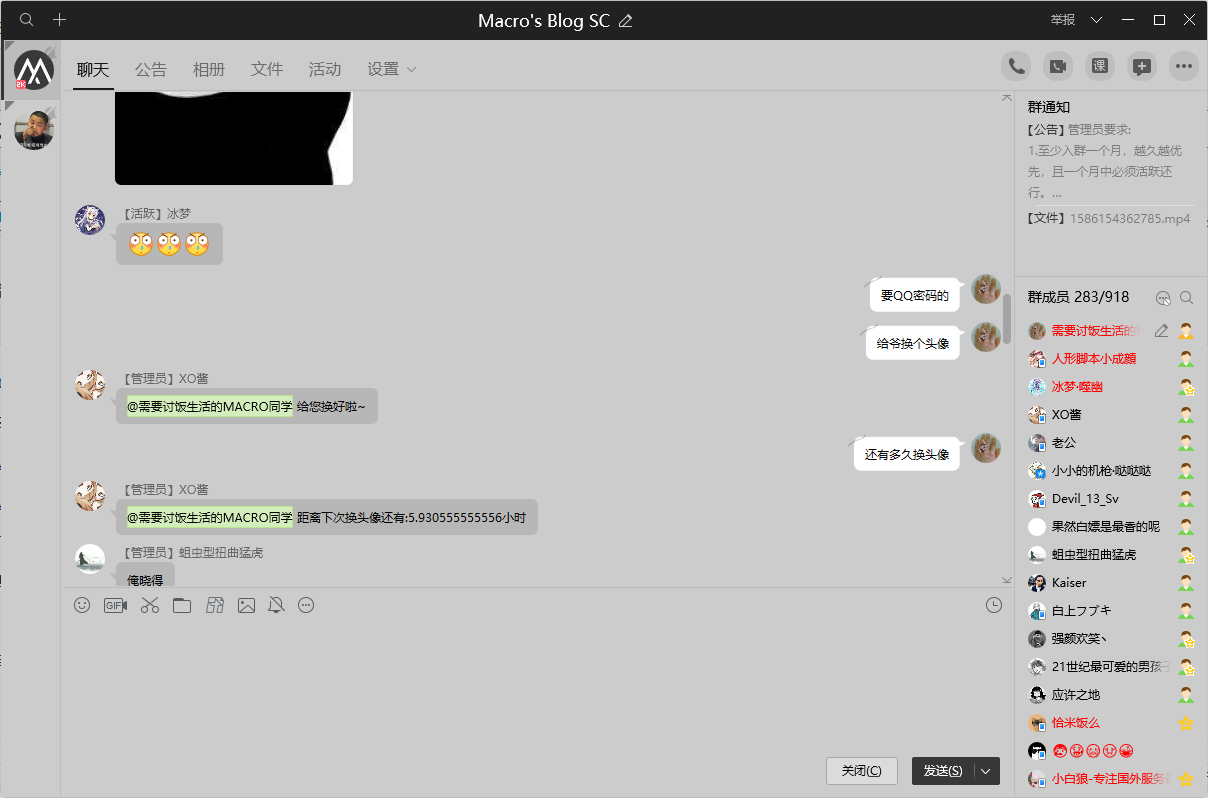 Macro's Blog SC
举报
聊天
公告
相册
文件
活动
设置
课
2K
【活跃】冰梦
要QQ密码的
给爷换个头像
【管理员】XO酱
@需要讨饭生活的MACRO同学 给您换好啦~
还有多久换头像
【管理员】XO酱
@需要讨饭生活的MACRO同学 距离下次换头像还有:5.930555555556小时
【管理员】蛆虫型扭曲猛虎
俺晓得
GIF
关闭(C)
发送(S)
群通知
【公告】管理员要求:
1.至少入群一个月，越久越优
先，且一个月中必须活跃还
行。...
【文件】1586154362785.mp4
群成员 283/918
需要讨饭生活的
人形脚本小成顏
冰梦·噬幽
XO酱
老公
小小的机枪·哒哒哒
Devil_13_Sv
果然白嫖是最香的呢
蛆虫型扭曲猛虎
Kaiser
白上フブキ
强颜欢笑丶
21世纪最可爱的男孩子
应许之地
恰米饭么
小白狼-专注国外服务